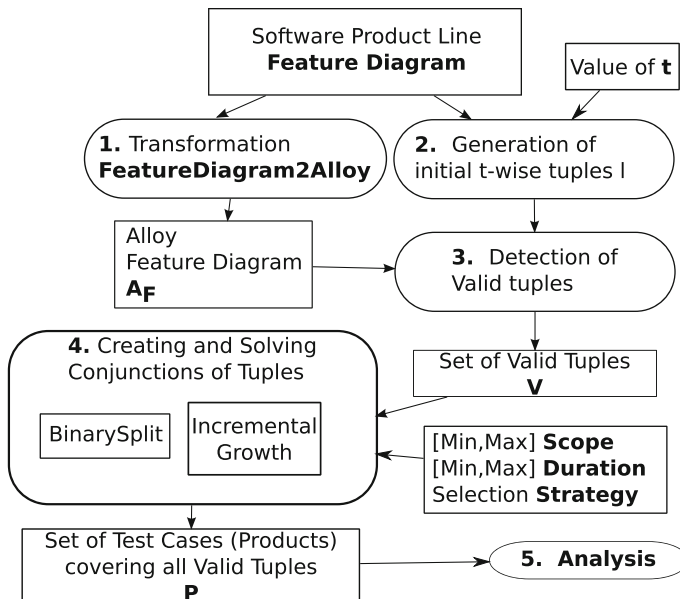 Software Product Line
Feature Diagram
Value of t
1. Transformation
FeatureDiagram2Alloy
2. Generation of
initial t-wise tuples I
Alloy
Feature Diagram
AF
3. Detection of
Valid tuples
4. Creating and Solving
Conjunctions of Tuples
BinarySplit
Incremental
Growth
Set of Valid Tuples
V
[Min,Max] Scope
[Min,Max] Duration
Selection Strategy
Set of Test Cases (Products)
covering all Valid Tuples
P
5. Analysis